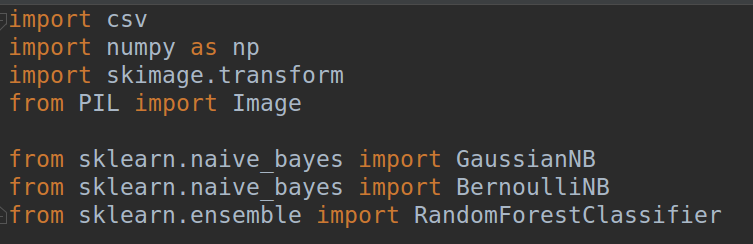 import csv
import numpy as np
import skimage.transform
from PIL import Image
from sklearn.naive_bayes import GaussianNB
from sklearn.naive_bayes import BernoulliNB
from sklearn.ensemble import RandomForestClassifier